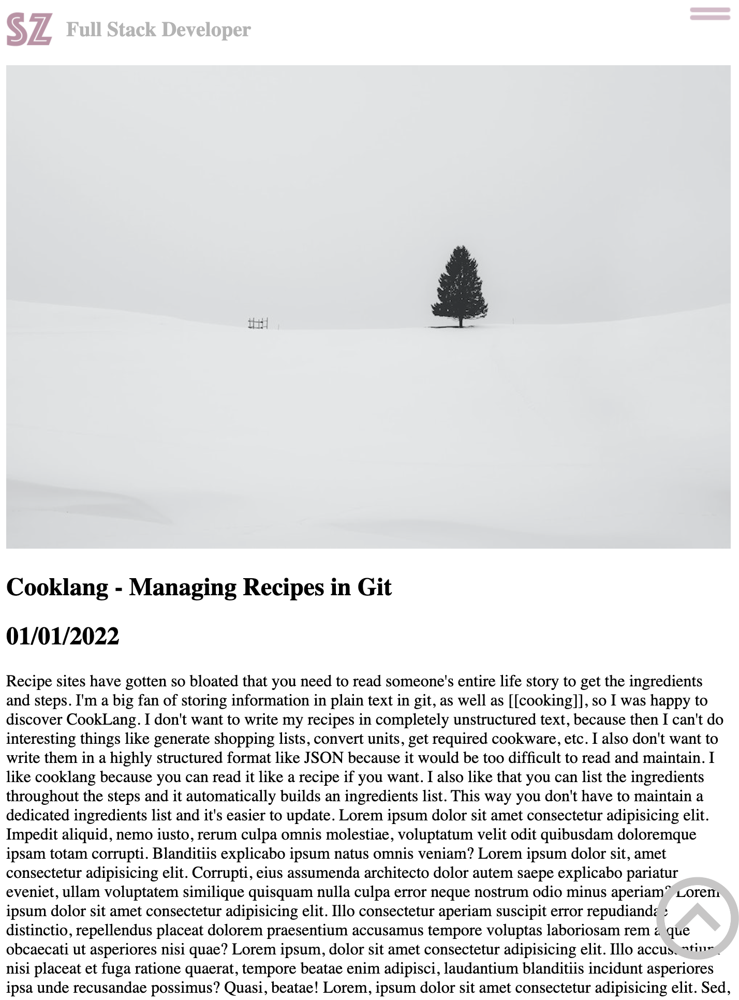 SZ Full Stack Developer
Cooklang - Managing Recipes in Git
01/01/2022
Recipe sites have gotten so bloated that you need to read someone's entire life story to get the ingredients
and steps. I'm a big fan of storing information in plain text in git, as well as [[cooking]], so I was happy to
discover CookLang. I don't want to write my recipes in completely unstructured text, because then I can't do
interesting things like generate shopping lists, convert units, get required cookware, etc. I also don't want to
write them in a highly structured format like JSON because it would be too difficult to read and maintain. I
like cooklang because you can read it like a recipe if you want. I also like that you can list the ingredients
throughout the steps and it automatically builds an ingredients list. This way you don't have to maintain a
dedicated ingredients list and it's easier to update. Lorem ipsum dolor sit amet consectetur adipisicing elit.
Impedit aliquid, nemo iusto, rerum culpa omnis molestiae, voluptatum velit odit quibusdam doloremque
ipsam totam corrupti. Blanditiis explicabo ipsum natus omnis veniam? Lorem ipsum dolor sit, amet
consectetur adipisicing elit. Corrupti, eius assumenda architecto dolor autem saepe explicabo pariatur
eveniet, ullam voluptatem similique quisquam nulla culpa error neque nostrum odio minus aperiam? Lorem
ipsum dolor sit amet consectetur adipisicing elit. Illo consectetur aperiam suscipit error repudiandae
distinctio, repellendus placeat dolorem praesentium accusamus tempore voluptas laboriosam rem atque
obcaecati ut asperiores nisi quae? Lorem ipsum, dolor sit amet consectetur adipisicing elit. Illo accusantium
nisi placeat et fuga ratione quaerat, tempore beatae enim adipisci, laudantium blanditiis incidunt asperiores
ipsa unde recusandae possimus? Quasi, beatae! Lorem, ipsum dolor sit amet consectetur adipisicing elit. Sed,